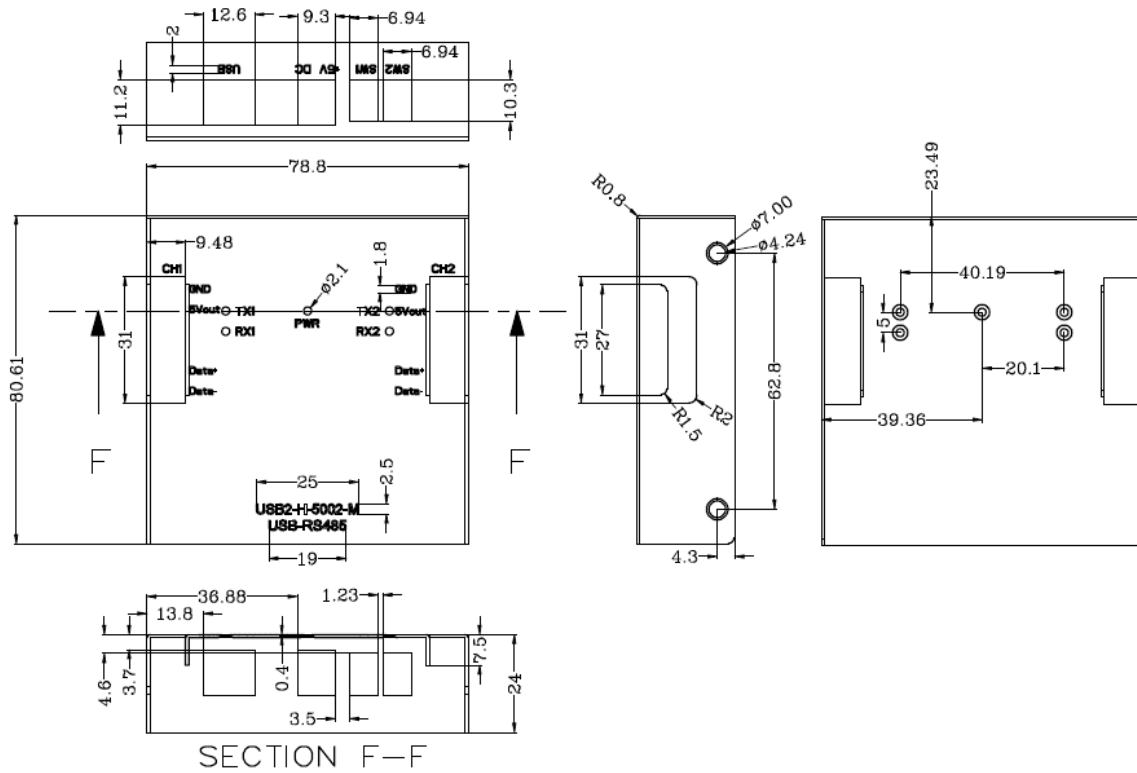 12.6
9.3
6.94
2
6.94
USB
+5V DC
SW1
SW2
11.2
10.3
78.8
23.49
R0.8
ø7.00
ø4.24
9.48
1.8
CH1
CH2
ø2.1
GND
GND
40.19
5Vout
TX1
PWR
TX2
5Vout
RX1
RX2
5
31
31
27
62.8
20.1
80.61
Data+
Data+
Data-
Data-
R1.5
R2
39.36
F
F
25
2.5
USB2-H-5002-M
USB-RS485
19
4.3
36.88
1.23
13.8
7.5
4.6
3.7
0.4
24
3.5
SECTION F-F